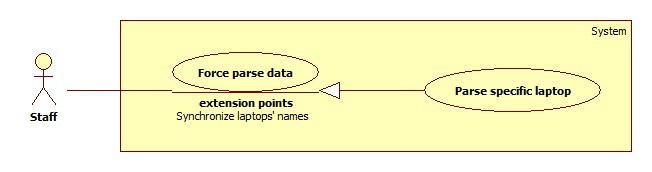 System
Force parse data
extension points
Synchronize laptops' names
Parse specific laptop
Staff